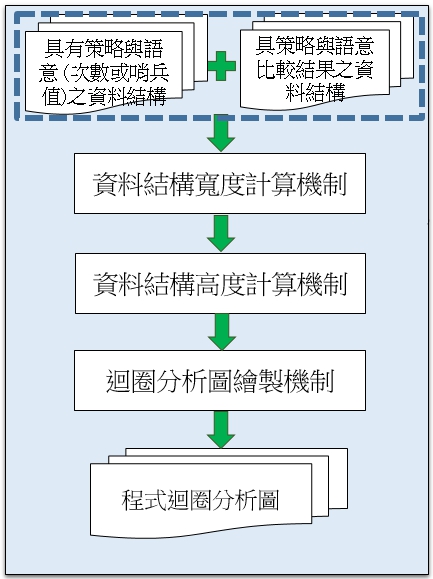 具有策略與語
意(次數或哨兵
值)之資料結構
具策略與語意
比較結果之資
料結構
資料結構寬度計算機制
資料結構高度計算機制
迴圈分析圖繪製機制
程式迴圈分析圖